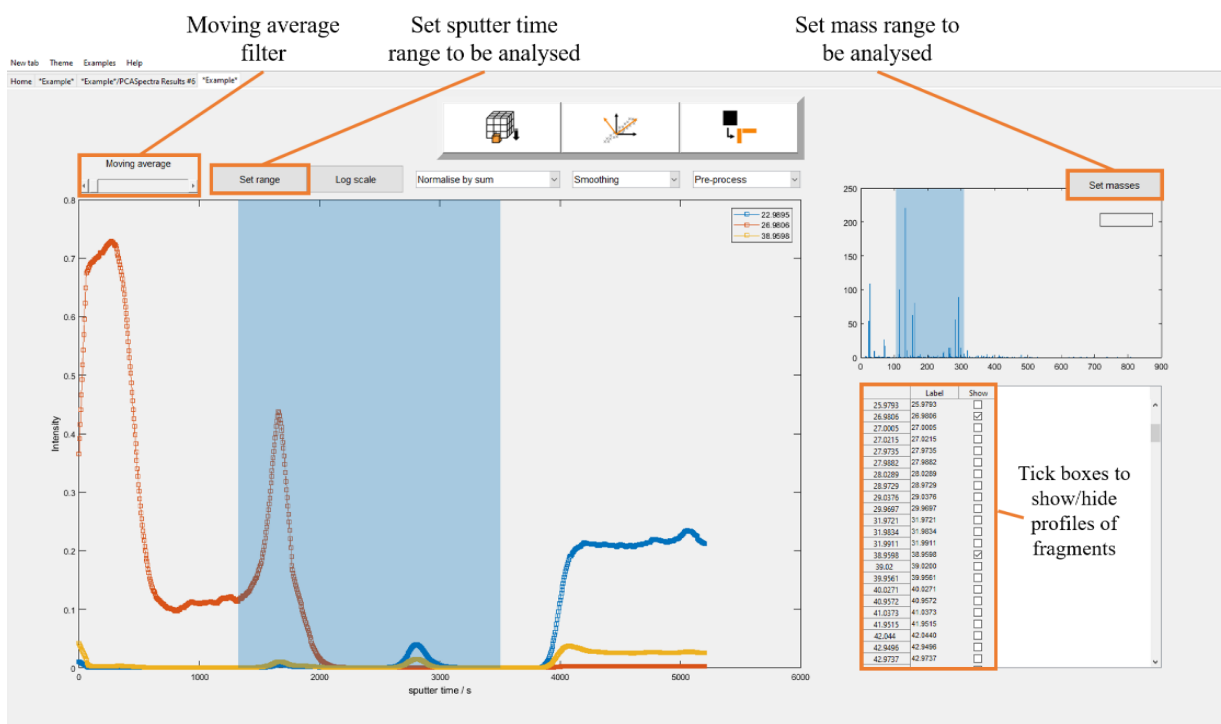 Moving average
filter
Set sputter time
range to be analysed
Set mass range to
be analysed
New tab Theme Examples Help
Home *Example* *Example*/PCASpectra Results #6 *Example*
Moving average
Set range
Log scale
Normalise by sum
Smoothing
Pre-process
Set masses
0.8
0.7
0.6
0.5
0.4
0.3
0.2
0.1
0
Intensity
0 1000 2000 3000 4000 5000 6000
sputter time / s
22.9895
26.9806
38.9598
250
200
150
100
50
0
0 100 200 300 400 500 600 700 800 900
Label Show
25.9793 25.9793
26.9806 26.9806
27.0005 27.0005
27.0215 27.0215
27.9735 27.9735
27.9882 27.9882
28.0289 28.0289
28.9729 28.9729
29.0376 29.0376
29.9697 29.9697
31.9721 31.9721
31.9834 31.9834
31.9911 31.9911
38.9598 38.9598
39.02 39.0200
39.9561 39.9561
40.0271 40.0271
40.9572 40.9572
41.0373 41.0373
41.9515 41.9515
42.044 42.0440
42.9496 42.9496
42.9737 42.9737
Tick boxes to
show/hide
profiles of
fragments